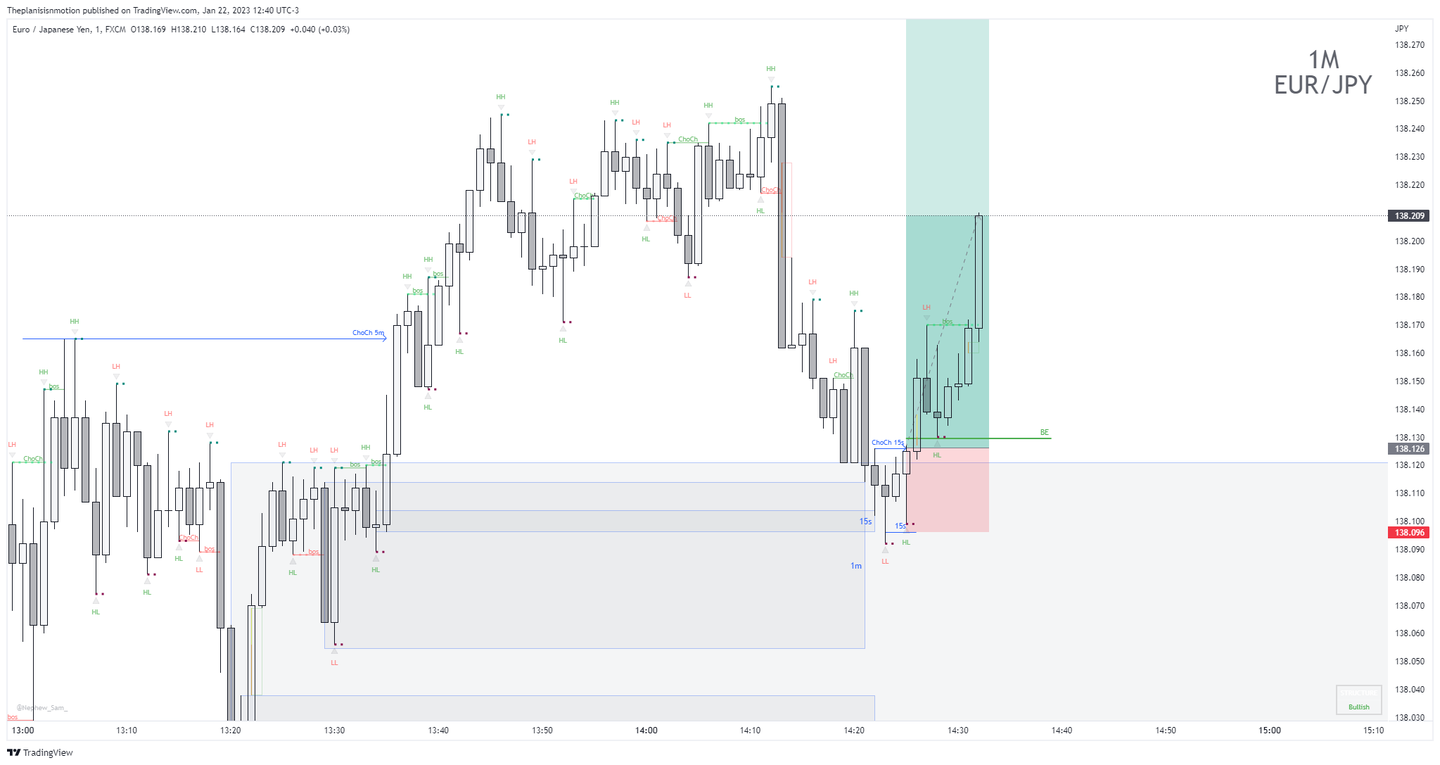 Theplanisinmotion published on TradingView.com, Jan 22, 2023 12:40 UTC-3
Euro / Japanese Yen, 1, FXCM O138.169 H138.210 L138.164 C138.209 +0.040 (+0.03%)
JPY
1M
EUR/JPY
138.270
138.260
138.250
138.240
138.230
138.220
138.209
138.200
138.190
138.180
138.170
138.160
138.150
138.140
138.130
138.126
138.120
138.110
138.100
138.096
138.090
138.080
138.070
138.060
138.050
138.040
138.030
HH
HH
HH
HH
LH
LH
LH
LH
ChoCh
bos
ChoCh
ChoCh
ChoCh
HL
HL
LL
HH
HH
bos
bos
HL
HL
HL
ChoCh 5m
HH
HH
bos
LH
LH
LH
LH
ChoCh
ChoCh
bos
HL
HL
HL
LL
LH
LH
LH
HH
bos
bos
bos
HL
HL
LL
LH
HH
LH
ChoCh
LH
bos
BE
HL
ChoCh 15s
15s
15s
HL
LL
1m
@Nephew_Sam_
bos
Bullish
13:00 13:10 13:20 13:30 13:40 13:50 14:00 14:10 14:20 14:30 14:40 14:50 15:00 15:10
TradingView